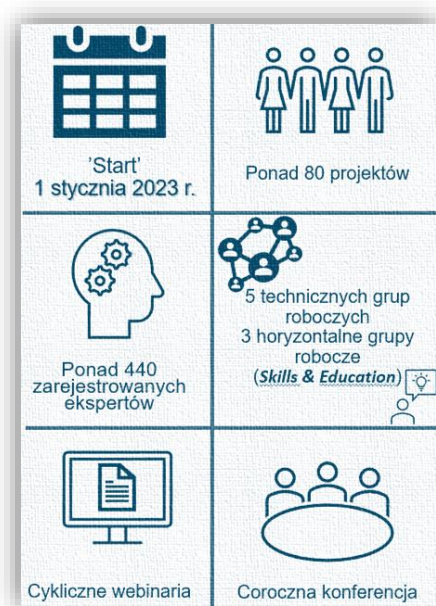 'Start'
1 stycznia 2023 r.
Ponad 80 projektów
Ponad 440
zarejestrowanych
ekspertów
5 technicznych grup
roboczych
3 horyzontalne grupy
robocze
(Skills & Education)
Cykliczne webinaria
Coroczna konferencja